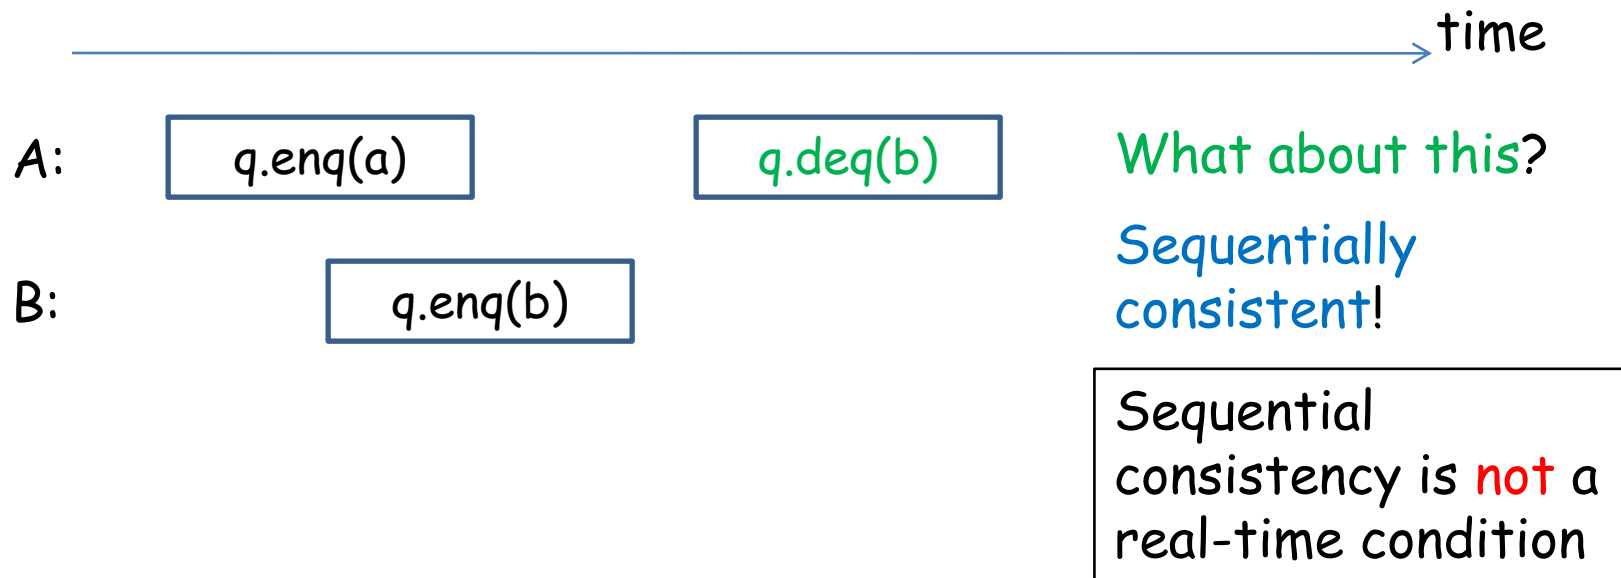 time
A:
q.enq(a)
q.deq(b)
What about this?
B:
q.enq(b)
Sequentially
consistent!
Sequential
consistency is not a
real-time condition